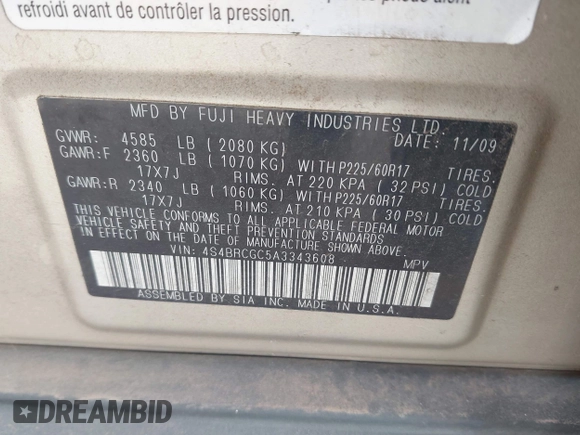 refroidi avant de contrôler la pression.
MFD BY FUJI HEAVY INDUSTRIES LTD.
GVWR: 4585 LB ( 2080 KG) DATE: 11/09
GAWR:F 2360 LB ( 1070 KG) WITH P225/60R17 TIRES.
17X7J RIMS. AT 220 KPA ( 32 PSI) COLD
GAWR:R 2340 LB ( 1060 KG) WITH P225/60R17 TIRES.
17X7J RIMS. AT 210 KPA ( 30 PSI) COLD
THIS VEHICLE CONFORMS TO ALL APPLICABLE FEDERAL MOTOR
VEHICLE SAFETY AND THEFT PREVENTION STANDARDS
IN EFFECT ON THE DATE OF MANUFACTURE SHOWN ABOVE.
VIN: 4S4BRCGC5A3343608 MPV
ASSEMBLED BY SIA INC. MADE IN U.S.A.
DREAMBID